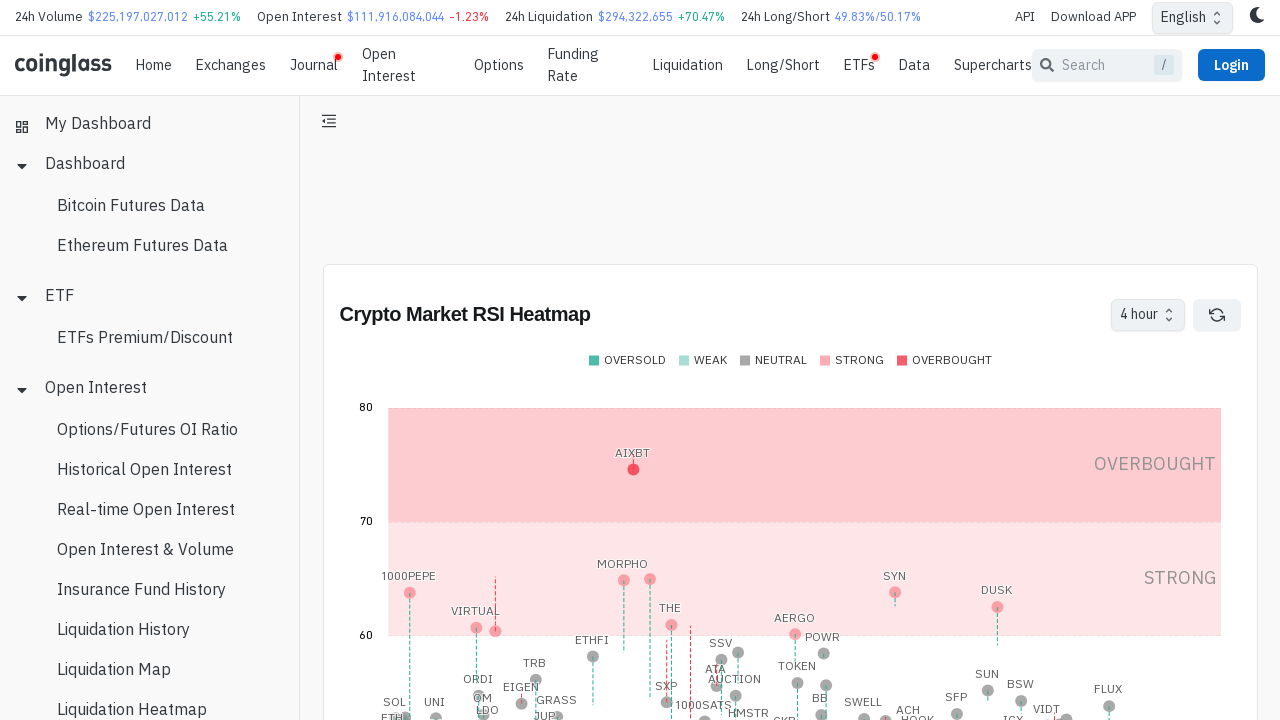 24h Volume $225,197,027,012 +55.21% Open Interest $111,916,084,044 -1.23% 24h Liquidation $294,322,655 +70.47% 24h Long/Short 49.83%/50.17% API Download APP English
coinglass Home Exchanges Journal Open Interest Options Funding Rate Liquidation Long/Short ETFs Data Supercharts Search / Login
My Dashboard
Dashboard
Bitcoin Futures Data
Ethereum Futures Data
ETF
ETFs Premium/Discount
Open Interest
Options/Futures OI Ratio
Historical Open Interest
Real-time Open Interest
Open Interest & Volume
Insurance Fund History
Liquidation History
Liquidation Map
Liquidation Heatmap
Crypto Market RSI Heatmap 4 hour
OVERSOLD WEAK NEUTRAL STRONG OVERBOUGHT
80
AIXBT
OVERBOUGHT
70
MORPHO
1000PEPE SYN STRONG
DUSK
VIRTUAL THE
AERGO
60
ETHFI SSV POWR
TRB ATA TOKEN
ORDI EIGEN SXP AUCTION SUN BSW FLUX
SOL UNI OM GRASS 1000SATS BB SWELL SFP
ETH LDO JUP HMSTR ACH VIDT
HOOK ICX